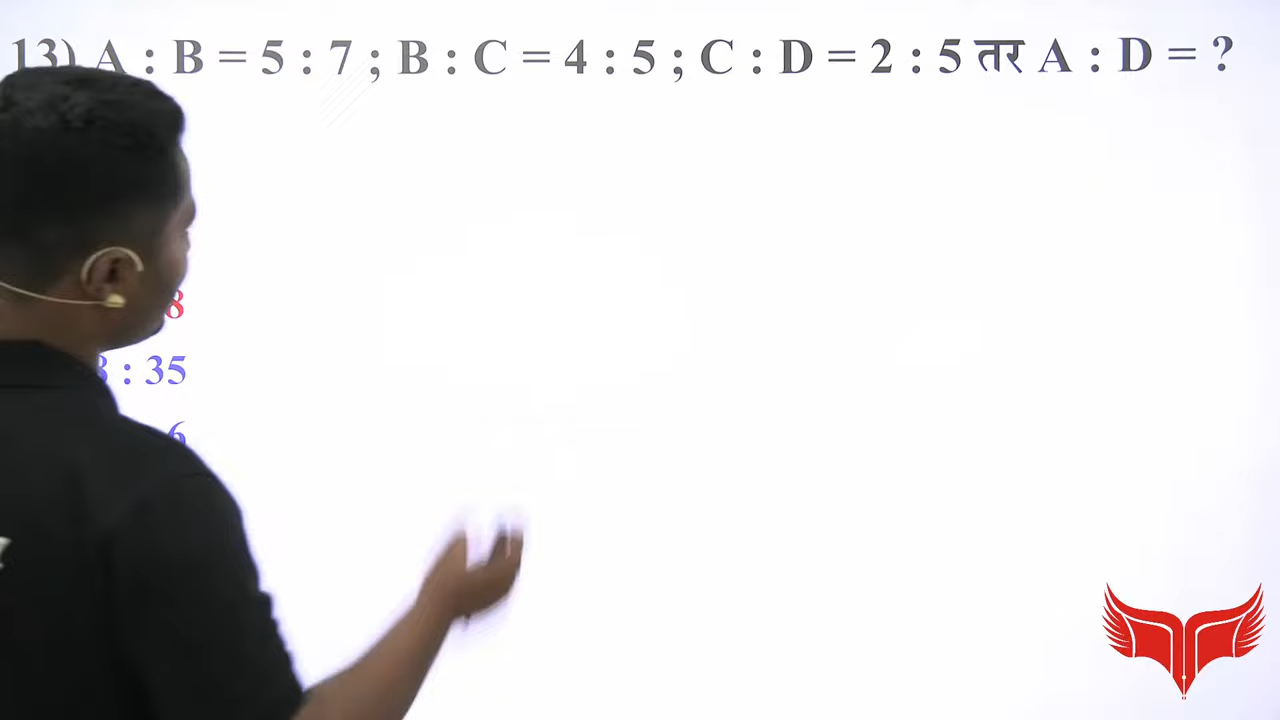 13) A : B = 5 : 7 ; B : C = 4 : 5 ; C : D = 2 : 5 तर A : D = ?
8
: 35
6